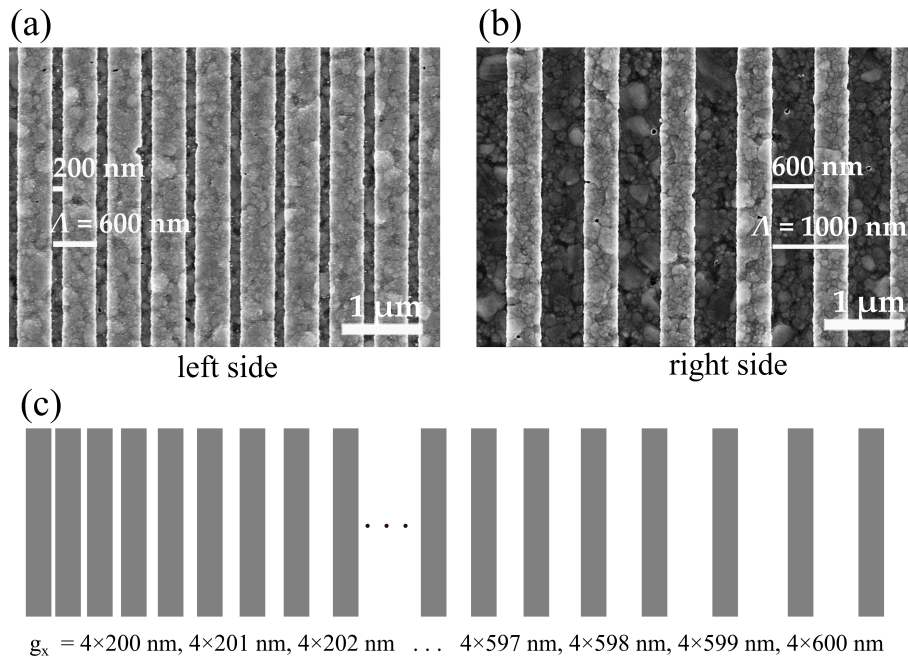 (a)
200 nm
Λ = 600 nm
1 μm
left side
(b)
600 nm
Λ = 1000 nm
1 μm
right side
(c)
. . .
gₓ = 4×200 nm, 4×201 nm, 4×202 nm . . . 4×597 nm, 4×598 nm, 4×599 nm, 4×600 nm